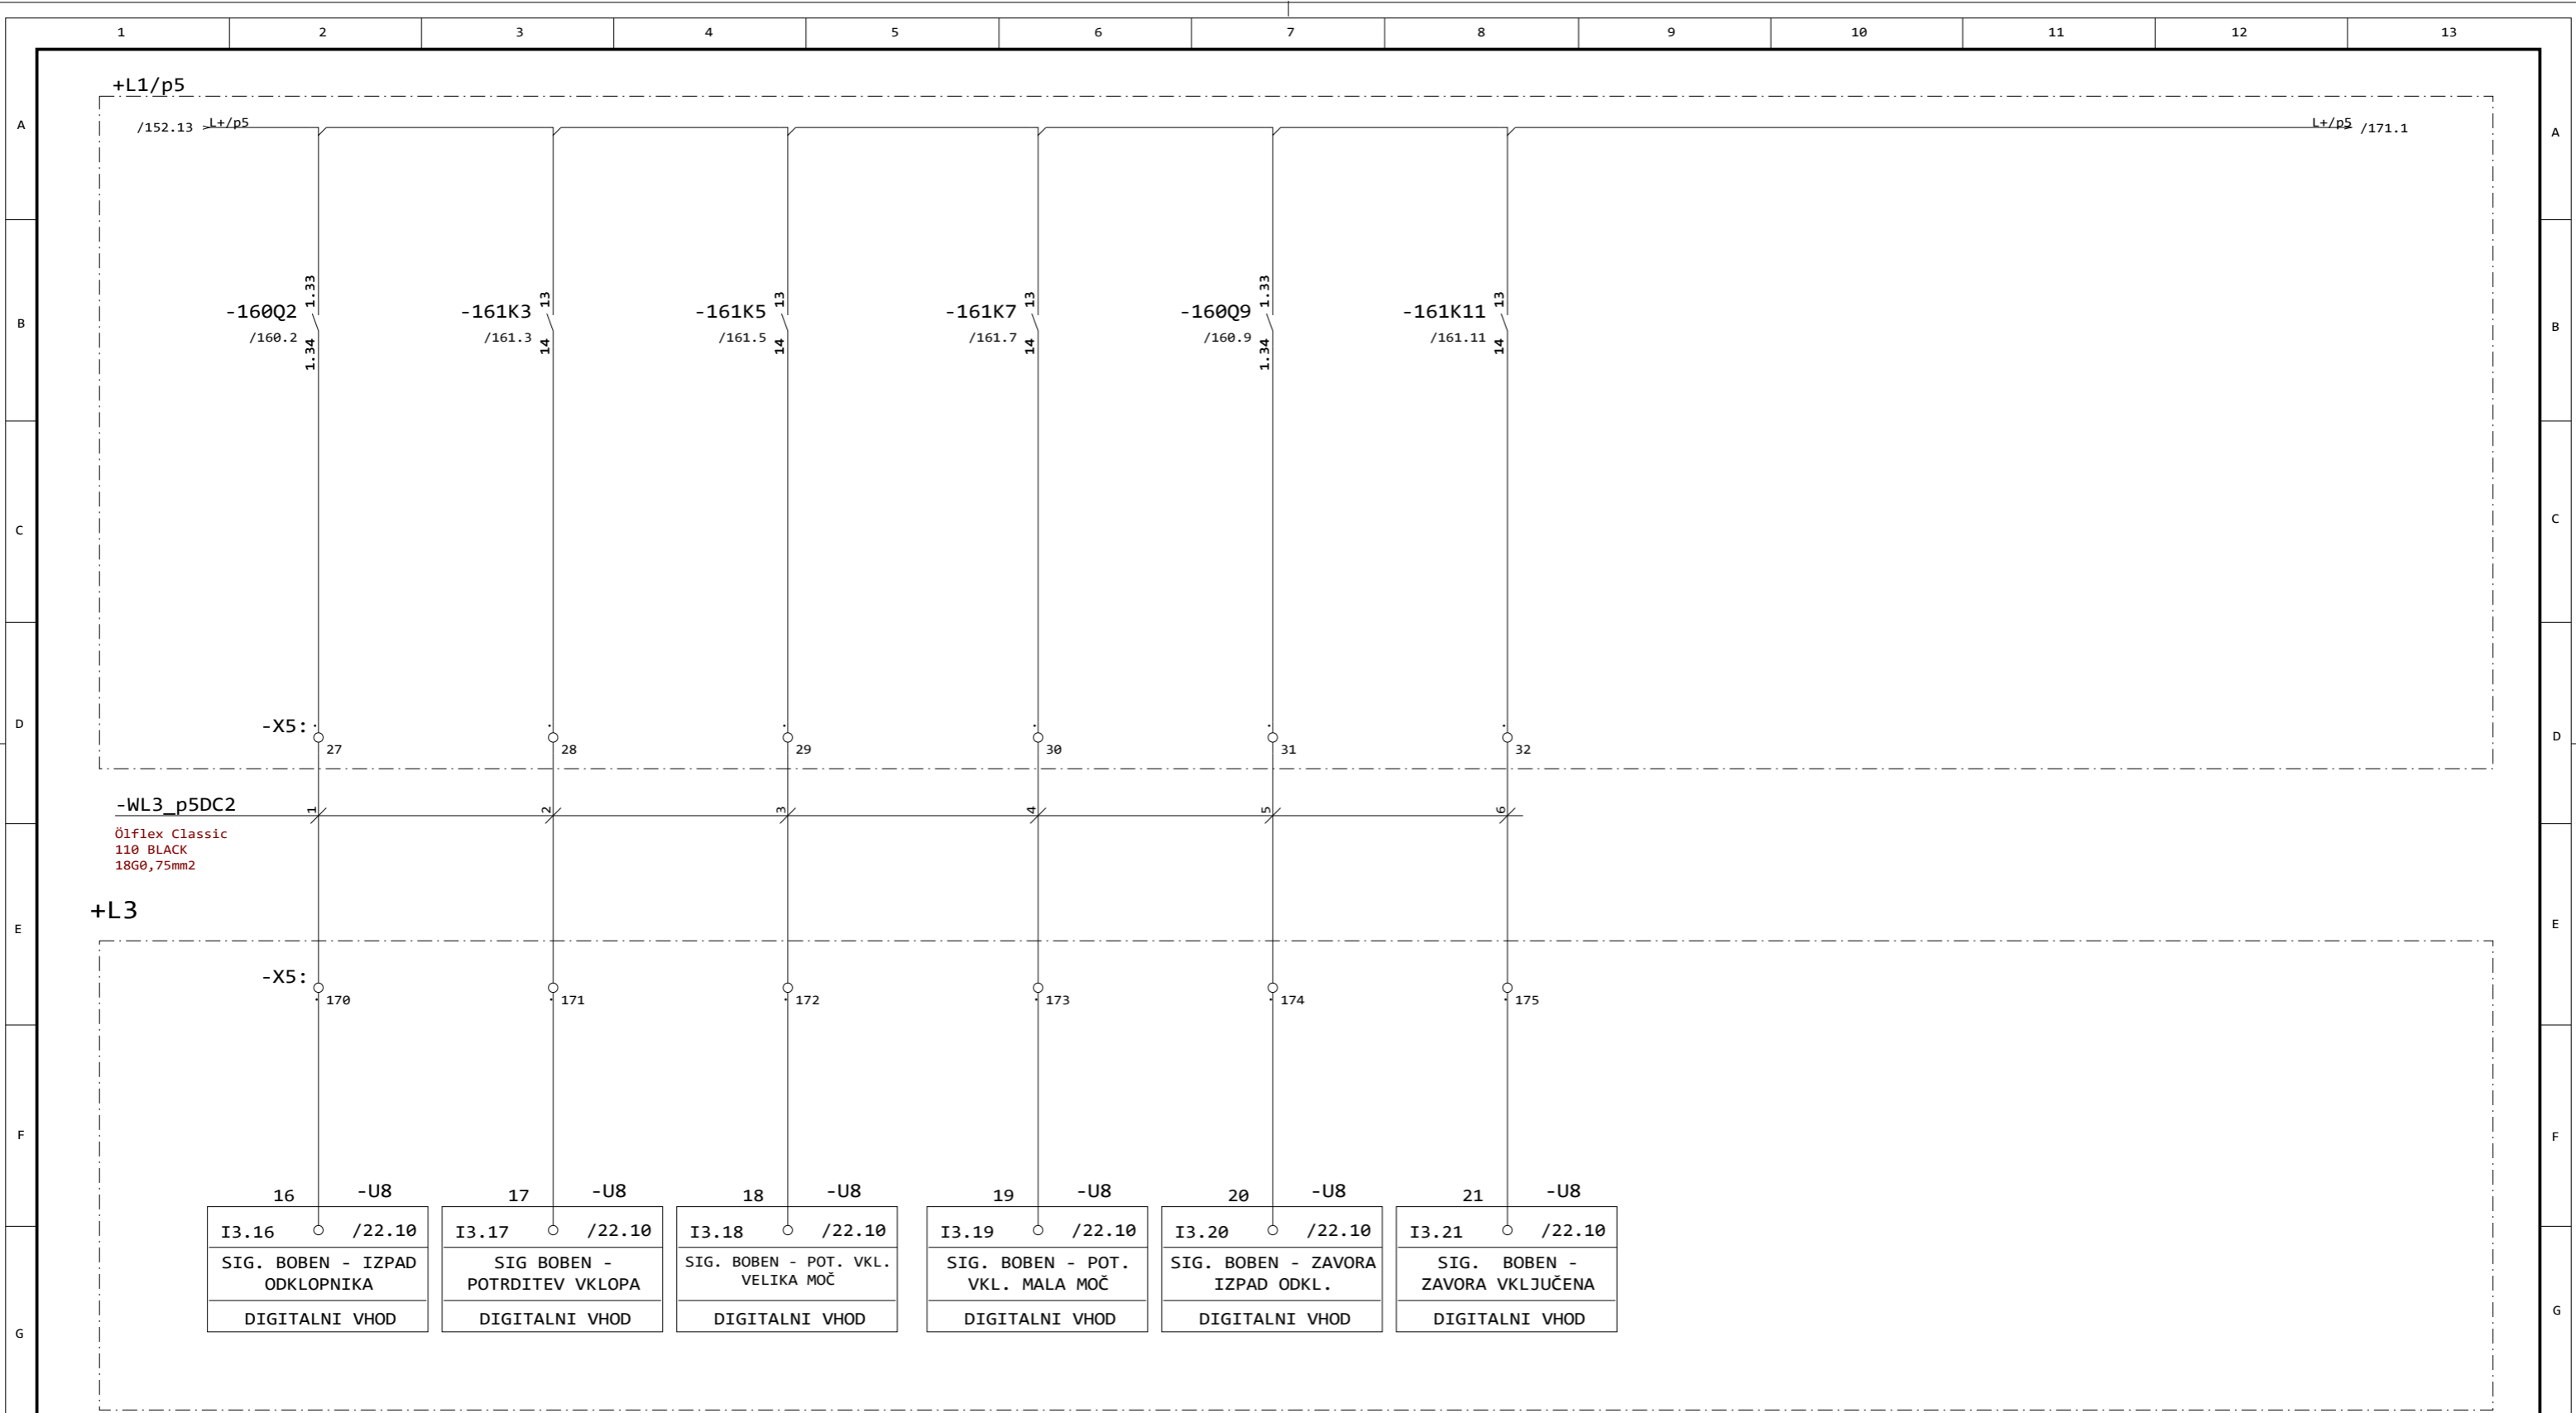 1 2 3 4 5 6 7 8 9 10 11 12 13
+L1/p5
A /152.13 L+/p5 L+/p5 /171.1 A
1.33 13 13 13 1.33 13
-160Q2 -161K3 -161K5 -161K7 -160Q9 -161K11
B /160.2 /161.3 /161.5 /161.7 /160.9 /161.11 B
1.34 14 14 14 1.34 14
C C
D -X5: D
27 28 29 30 31 32
-WL3_p5DC2 1 2 3 4 5 6
Ölflex Classic
110 BLACK
18G0,75mm2
+L3
E E
-X5:
170 171 172 173 174 175
F F
16 -U8 17 -U8 18 -U8 19 -U8 20 -U8 21 -U8
I3.16 /22.10 I3.17 /22.10 I3.18 /22.10 I3.19 /22.10 I3.20 /22.10 I3.21 /22.10
SIG. BOBEN - IZPAD
ODKLOPNIKA
DIGITALNI VHOD
SIG BOBEN -
POTRDITEV VKLOPA
DIGITALNI VHOD
SIG. BOBEN - POT. VKL.
VELIKA MOČ
DIGITALNI VHOD
SIG. BOBEN - POT.
VKL. MALA MOČ
DIGITALNI VHOD
SIG. BOBEN - ZAVORA
IZPAD ODKL.
DIGITALNI VHOD
SIG. BOBEN -
ZAVORA VKLJUČENA
DIGITALNI VHOD
G G